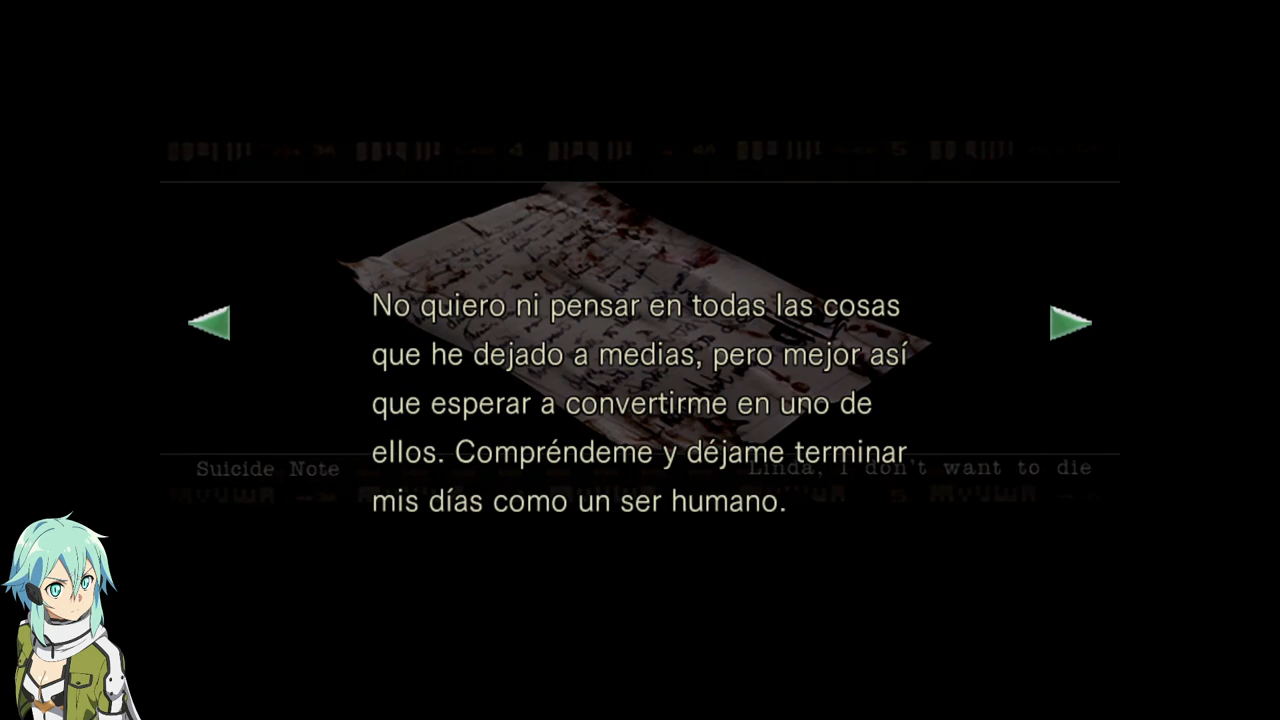 No quiero ni pensar en todas las cosas
que he dejado a medias, pero mejor así
que esperar a convertirme en uno de
ellos. Compréndeme y déjame terminar
mis días como un ser humano.
Suicide Note
Linda, I don't want to die